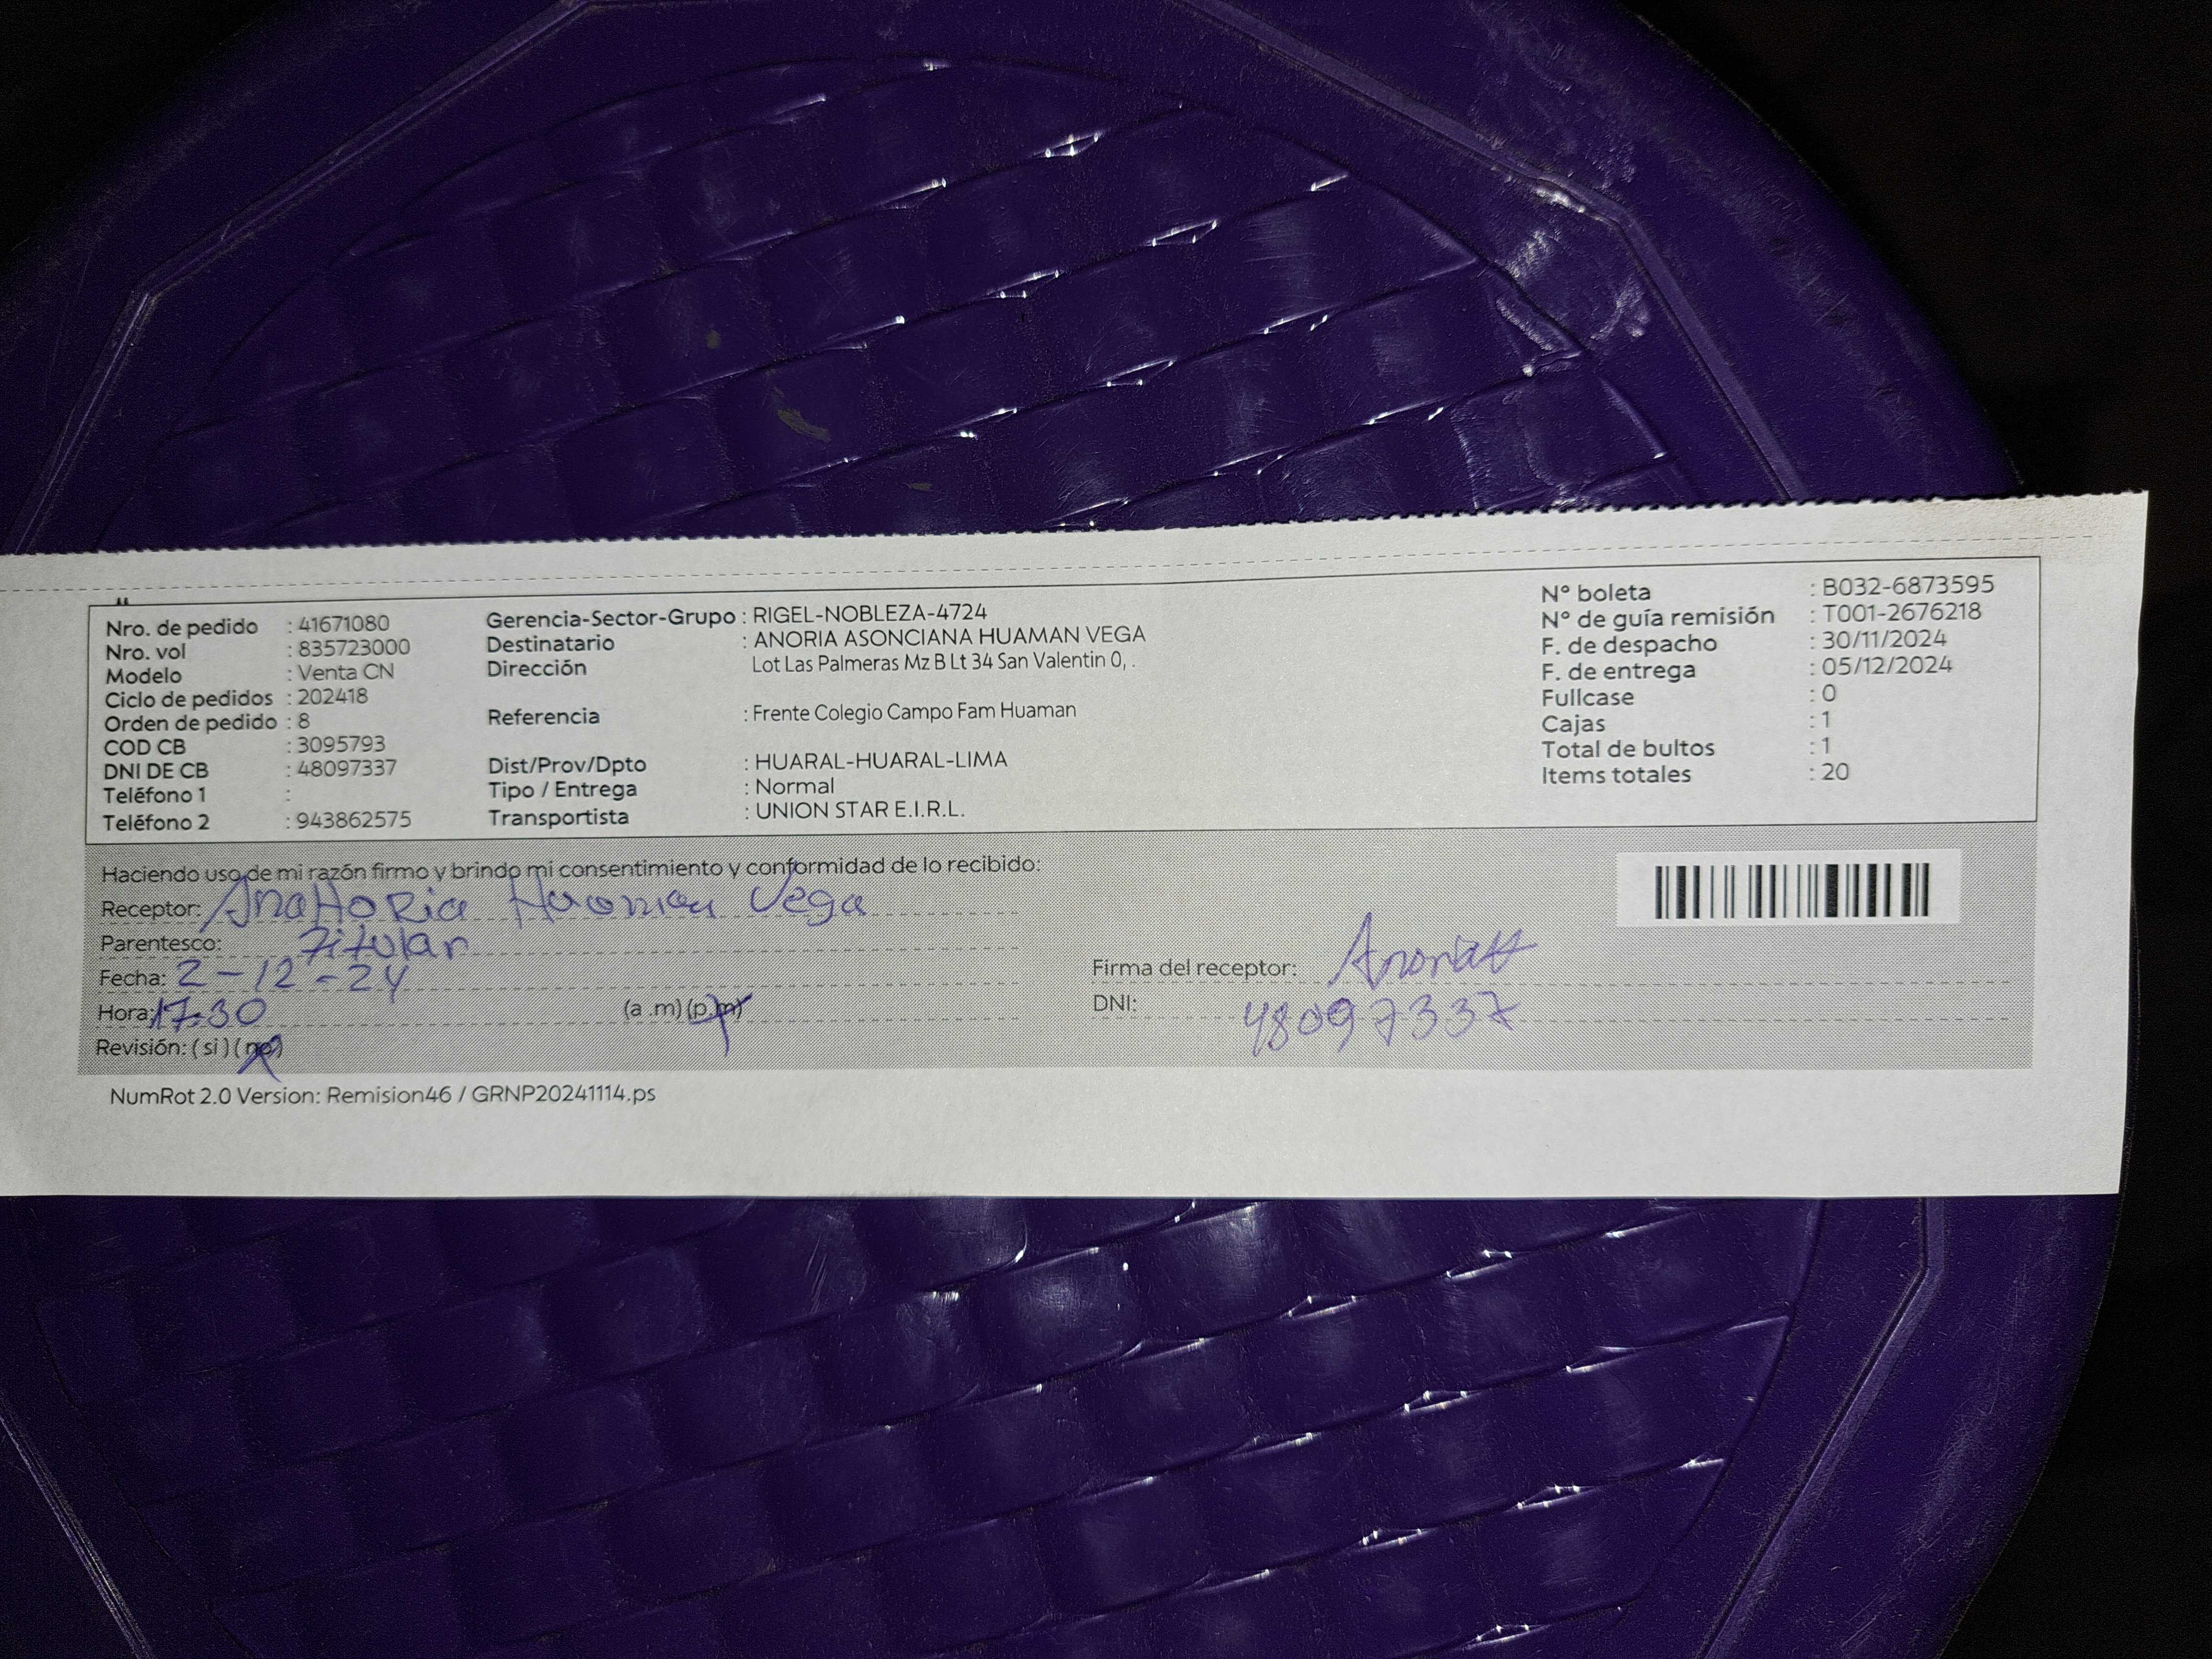 Nro. de pedido : 41671080
Nro. vol : 835723000
Modelo : Venta CN
Ciclo de pedidos : 202418
Orden de pedido : 8
COD CB : 3095793
DNI DE CB : 48097337
Teléfono 1 :
Teléfono 2 : 943862575
Gerencia-Sector-Grupo : RIGEL-NOBLEZA-4724
Destinatario : ANORIA ASONCIANA HUAMAN VEGA
Dirección Lot Las Palmeras Mz B Lt 34 San Valentin 0, .
Referencia : Frente Colegio Campo Fam Huaman
Dist/Prov/Dpto : HUARAL-HUARAL-LIMA
Tipo / Entrega : Normal
Transportista : UNION STAR E.I.R.L.
N° boleta : B032-6873595
N° de guía remisión : T001-2676218
F. de despacho : 30/11/2024
F. de entrega : 05/12/2024
Fullcase : 0
Cajas : 1
Total de bultos : 1
Items totales : 20
Haciendo uso de mi razón firmo y brindo mi consentimiento y conformidad de lo recibido:
Receptor: Huaman Vega
Parentesco: Titular
Fecha: 2-12-24
Hora: 17:30 (a .m) (p.m)
Revisión: ( si ) ( no )
Firma del receptor:
DNI: 48097337
NumRot 2.0 Version: Remision46 / GRNP20241114.ps